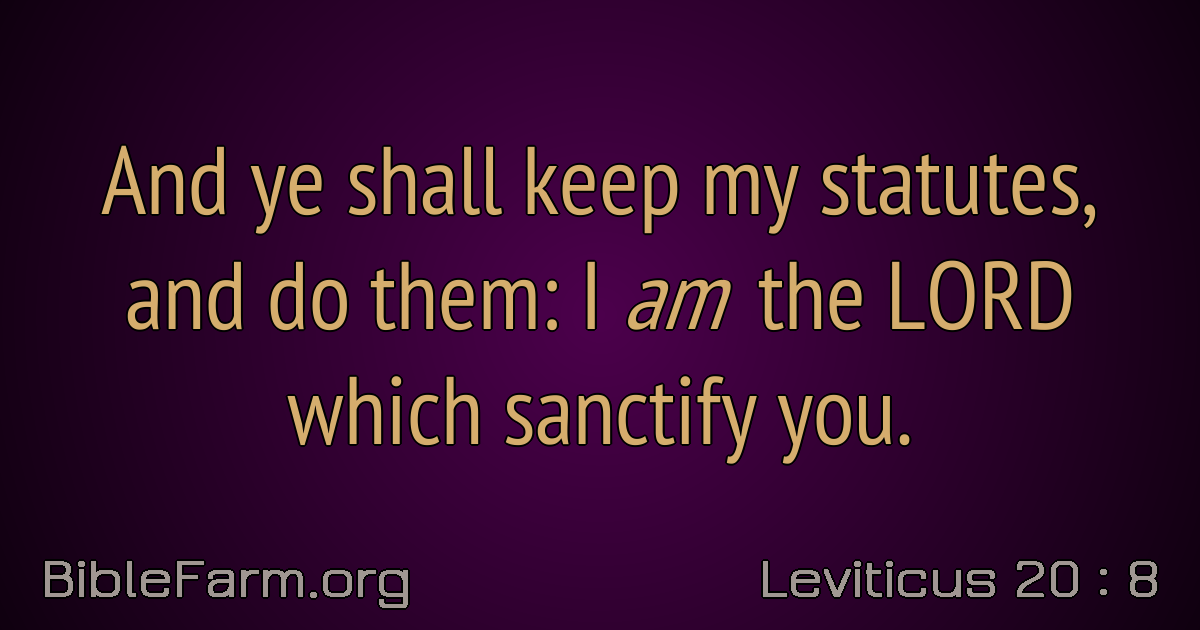 And ye shall keep my statutes,
and do them: I am the LORD
which sanctify you.
BibleFarm.org
Leviticus 20 : 8